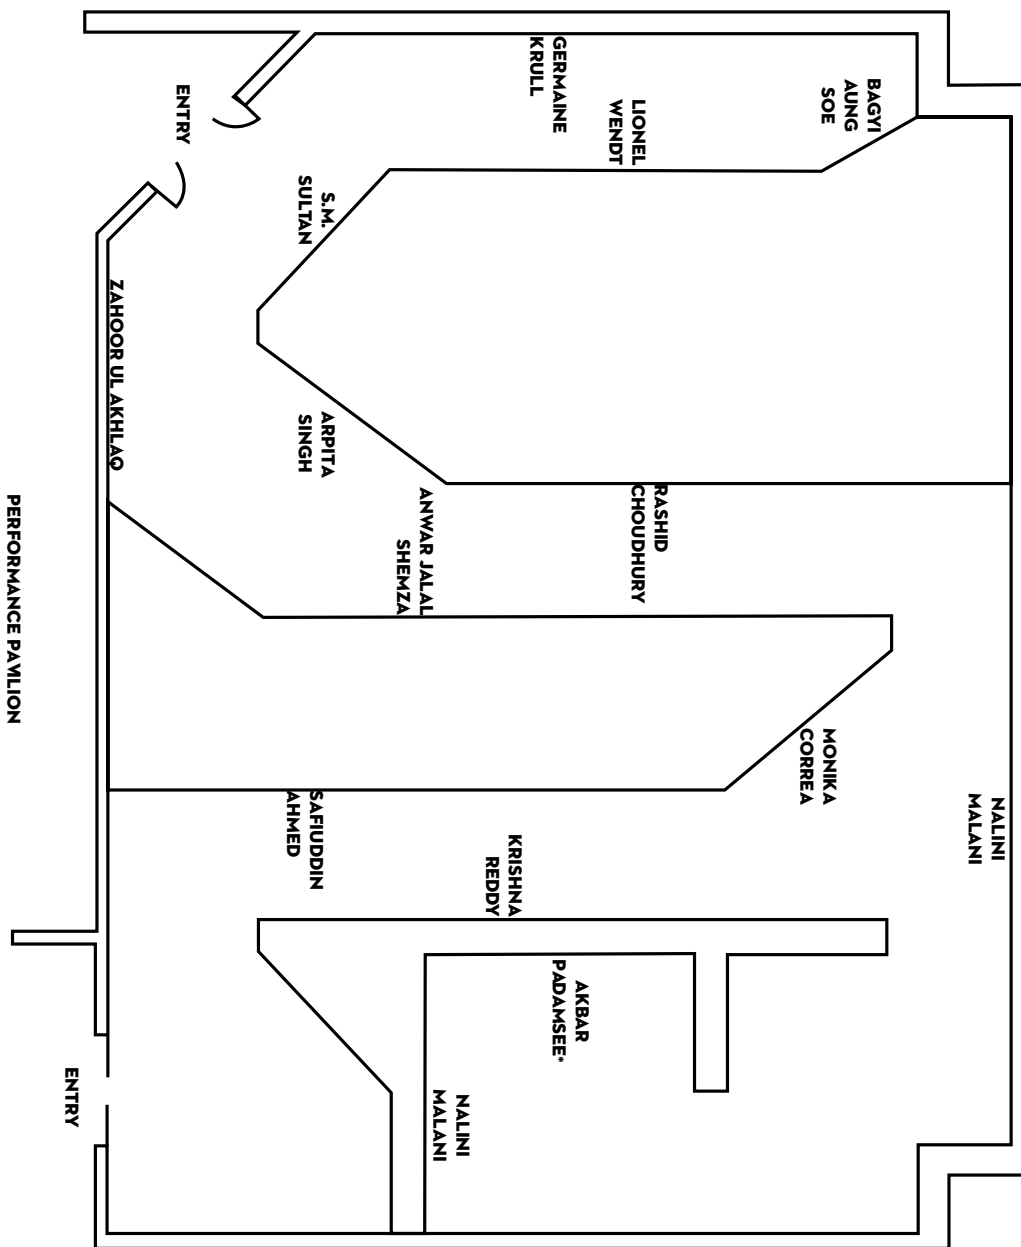 GERMAINE
KRULL
LIONEL
WENDT
BAGYI
AUNG
SOE
ENTRY
S.M.
SULTAN
ZAHOOR UL AKHLAQ
ARPITA
SINGH
ANWAR JALAL
SHEMZA
RASHID
CHOUDHURY
PERFORMANCE PAVILION
MONIKA
CORREA
NALINI
MALANI
SAFIUDDIN
AHMED
KRISHNA
REDDY
AKBAR
PADAMSEE*
NALINI
MALANI
ENTRY